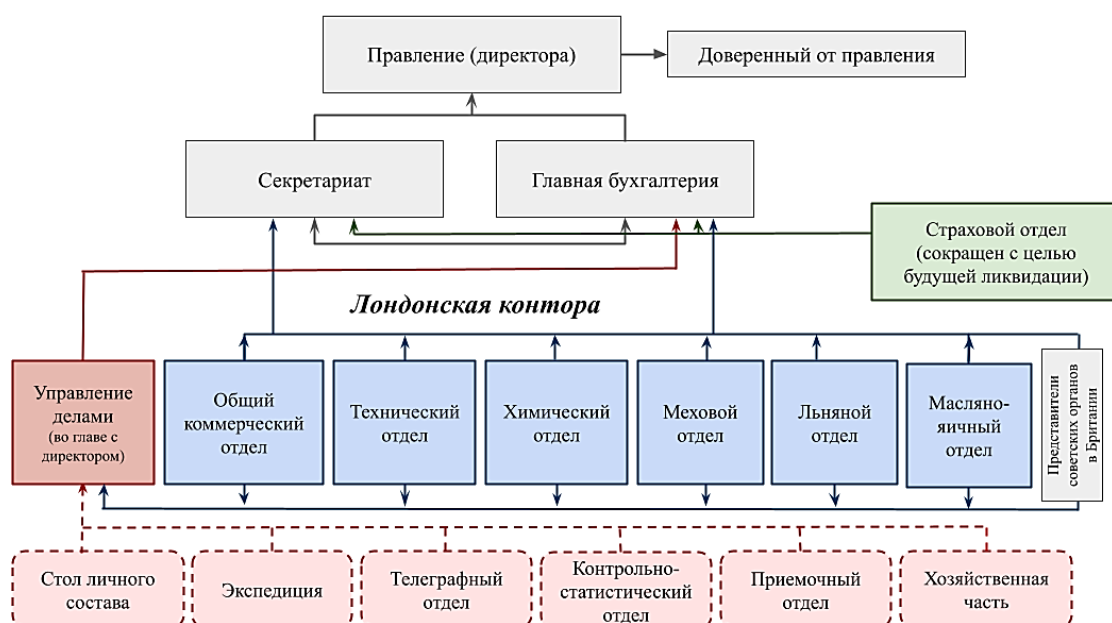 Правление (директора)
Доверенный от правления
Секретариат
Главная бухгалтерия
Страховой отдел
(сокращен с целью
будущей ликвидации)
Лондонская контора
Управление
делами
(во главе с
директором)
Общий
коммерческий
отдел
Технический
отдел
Химический
отдел
Меховой
отдел
Льняной
отдел
Масляно-
яичный
отдел
Представители
советских органов
в Британии
Стол личного
состава
Экспедиция
Телеграфный
отдел
Контрольно-
статистический
отдел
Приемочный
отдел
Хозяйственная
часть